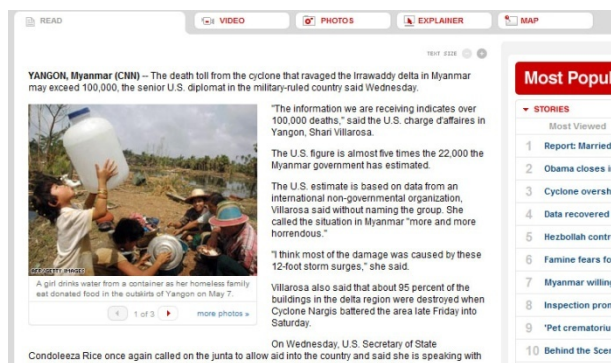 READ
VIDEO
PHOTOS
EXPLAINER
MAP
TEXT SIZE
YANGON, Myanmar (CNN) -- The death toll from the cyclone that ravaged the Irrawaddy delta in Myanmar
may exceed 100,000, the senior U.S. diplomat in the military-ruled country said Wednesday.
"The information we are receiving indicates over
100,000 deaths," said the U.S. charge d'affaires in
Yangon, Shari Villarosa.
The U.S. figure is almost five times the 22,000 the
Myanmar government has estimated.
The U.S. estimate is based on data from an
international non-governmental organization,
Villarosa said without naming the group. She
called the situation in Myanmar "more and more
horrendous."
"I think most of the damage was caused by these
12-foot storm surges," she said.
Villarosa also said that about 95 percent of the
buildings in the delta region were destroyed when
Cyclone Nargis battered the area late Friday into
Saturday.
On Wednesday, U.S. Secretary of State
Condoleeza Rice once again called on the junta to allow aid into the country and said she is speaking with
AFP/GETTY IMAGES
A girl drinks water from a container as her homeless family
eat donated food in the outskirts of Yangon on May 7.
1 of 3
more photos »
Most Popul
STORIES
Most Viewed
1 Report: Married
2 Obama closes i
3 Cyclone oversh
4 Data recovered
5 Hezbollah contr
6 Famine fears fo
7 Myanmar willing
8 Inspection pron
9 'Pet crematoriu
10 Behind the Scen